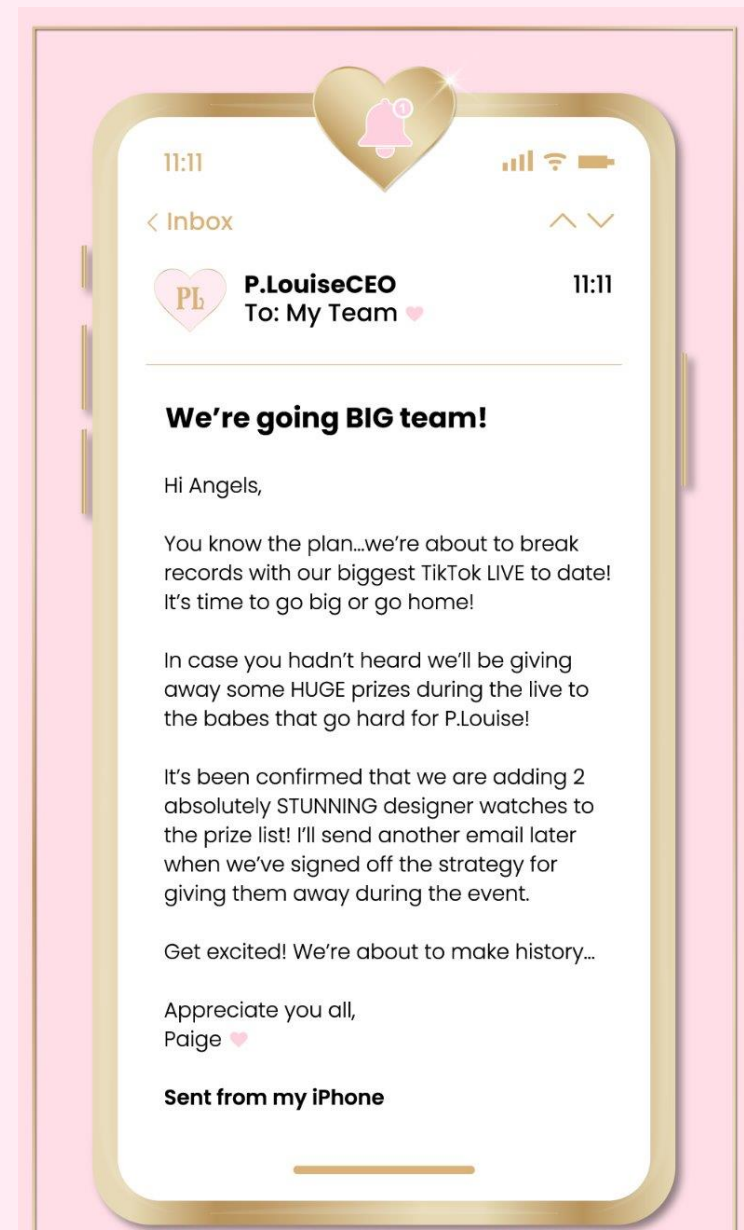 1
11:11
Inbox
PL
P.LouiseCEO
11:11
To: My Team
We're going BIG team!
Hi Angels,
You know the plan...we're about to break
records with our biggest TikTok LIVE to date!
It's time to go big or go home!
In case you hadn't heard we'll be giving
away some HUGE prizes during the live to
the babes that go hard for P.Louise!
It's been confirmed that we are adding 2
absolutely STUNNING designer watches to
the prize list! I'll send another email later
when we've signed off the strategy for
giving them away during the event.
Get excited! We're about to make history...
Appreciate you all,
Paige
Sent from my iPhone